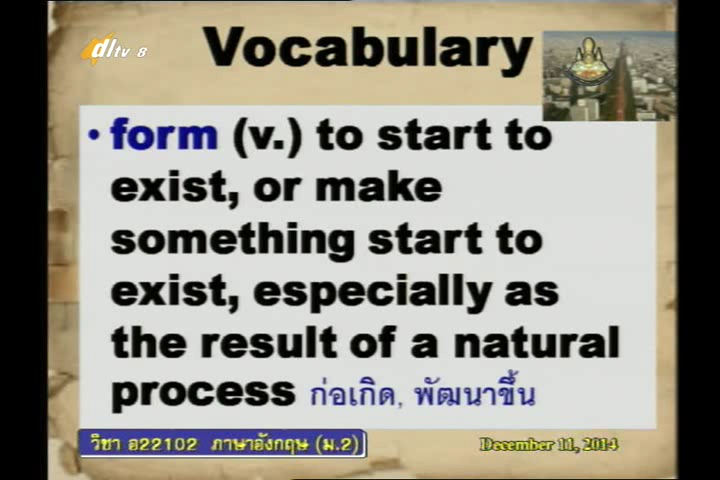 dltv 8
Vocabulary
• form (v.) to start to
exist, or make
something start to
exist, especially as
the result of a natural
process ก่อเกิด, พัฒนาขึ้น
วิชา อ22102 ภาษาอังกฤษ (ม.2)
December 11, 2014